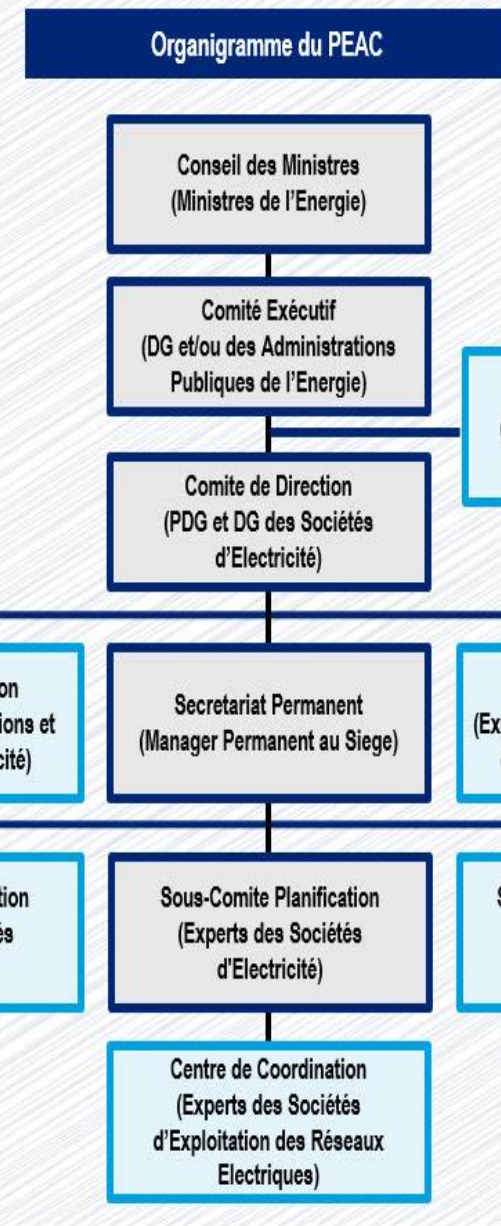 Organigramme du PEAC
Conseil des Ministres
(Ministres de l'Energie)
Comité Exécutif
(DG et/ou des Administrations
Publiques de l'Energie)
Comite de Direction
(PDG et DG des Sociétés
d'Electricité)
Secretariat Permanent
(Manager Permanent au Siege)
Sous-Comite Planification
(Experts des Sociétés
d'Electricité)
Centre de Coordination
(Experts des Sociétés
d'Exploitation des Réseaux
Electriques)